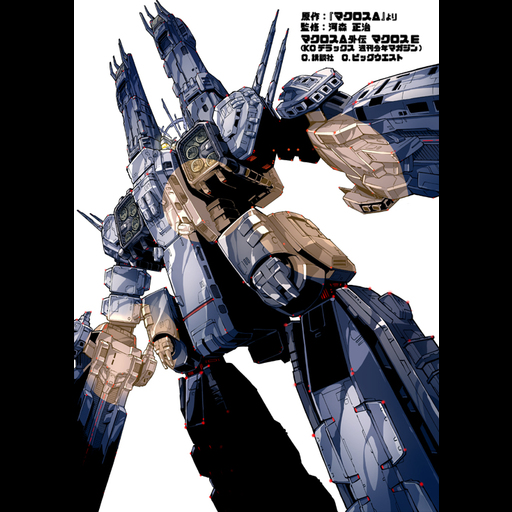 原作：『マクロスΔ』より
監修：河森 正治
マクロスΔ外伝 マクロスE
(KCデラックス 週刊少年マガジン)
©.講談社 ©.ビックウエスト